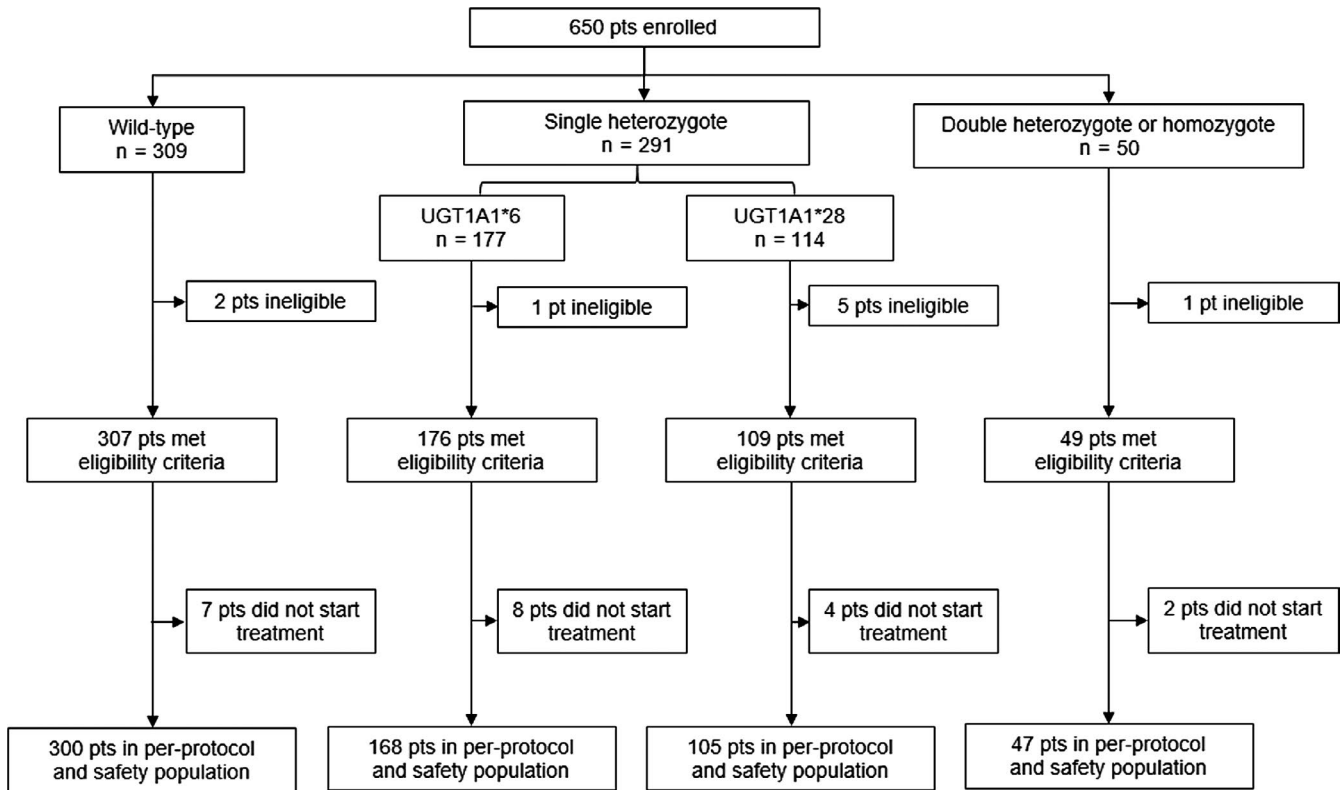 650 pts enrolled
Wild-type
n = 309
Single heterozygote
n = 291
Double heterozygote or homozygote
n = 50
UGT1A1*6
n = 177
UGT1A1*28
n = 114
2 pts ineligible
1 pt ineligible
5 pts ineligible
1 pt ineligible
307 pts met
eligibility criteria
176 pts met
eligibility criteria
109 pts met
eligibility criteria
49 pts met
eligibility criteria
7 pts did not start
treatment
8 pts did not start
treatment
4 pts did not start
treatment
2 pts did not start
treatment
300 pts in per-protocol
and safety population
168 pts in per-protocol
and safety population
105 pts in per-protocol
and safety population
47 pts in per-protocol
and safety population